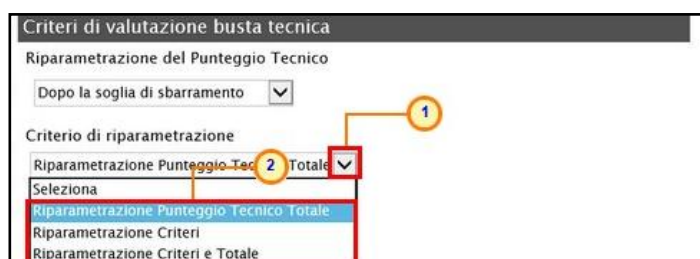 Criteri di valutazione busta tecnica
Riparametrazione del Punteggio Tecnico
Dopo la soglia di sbarramento
1
Criterio di riparametrazione
Riparametrazione Punteggio Tec 2 Totale
Seleziona
Riparametrazione Punteggio Tecnico Totale
Riparametrazione Criteri
Riparametrazione Criteri e Totale